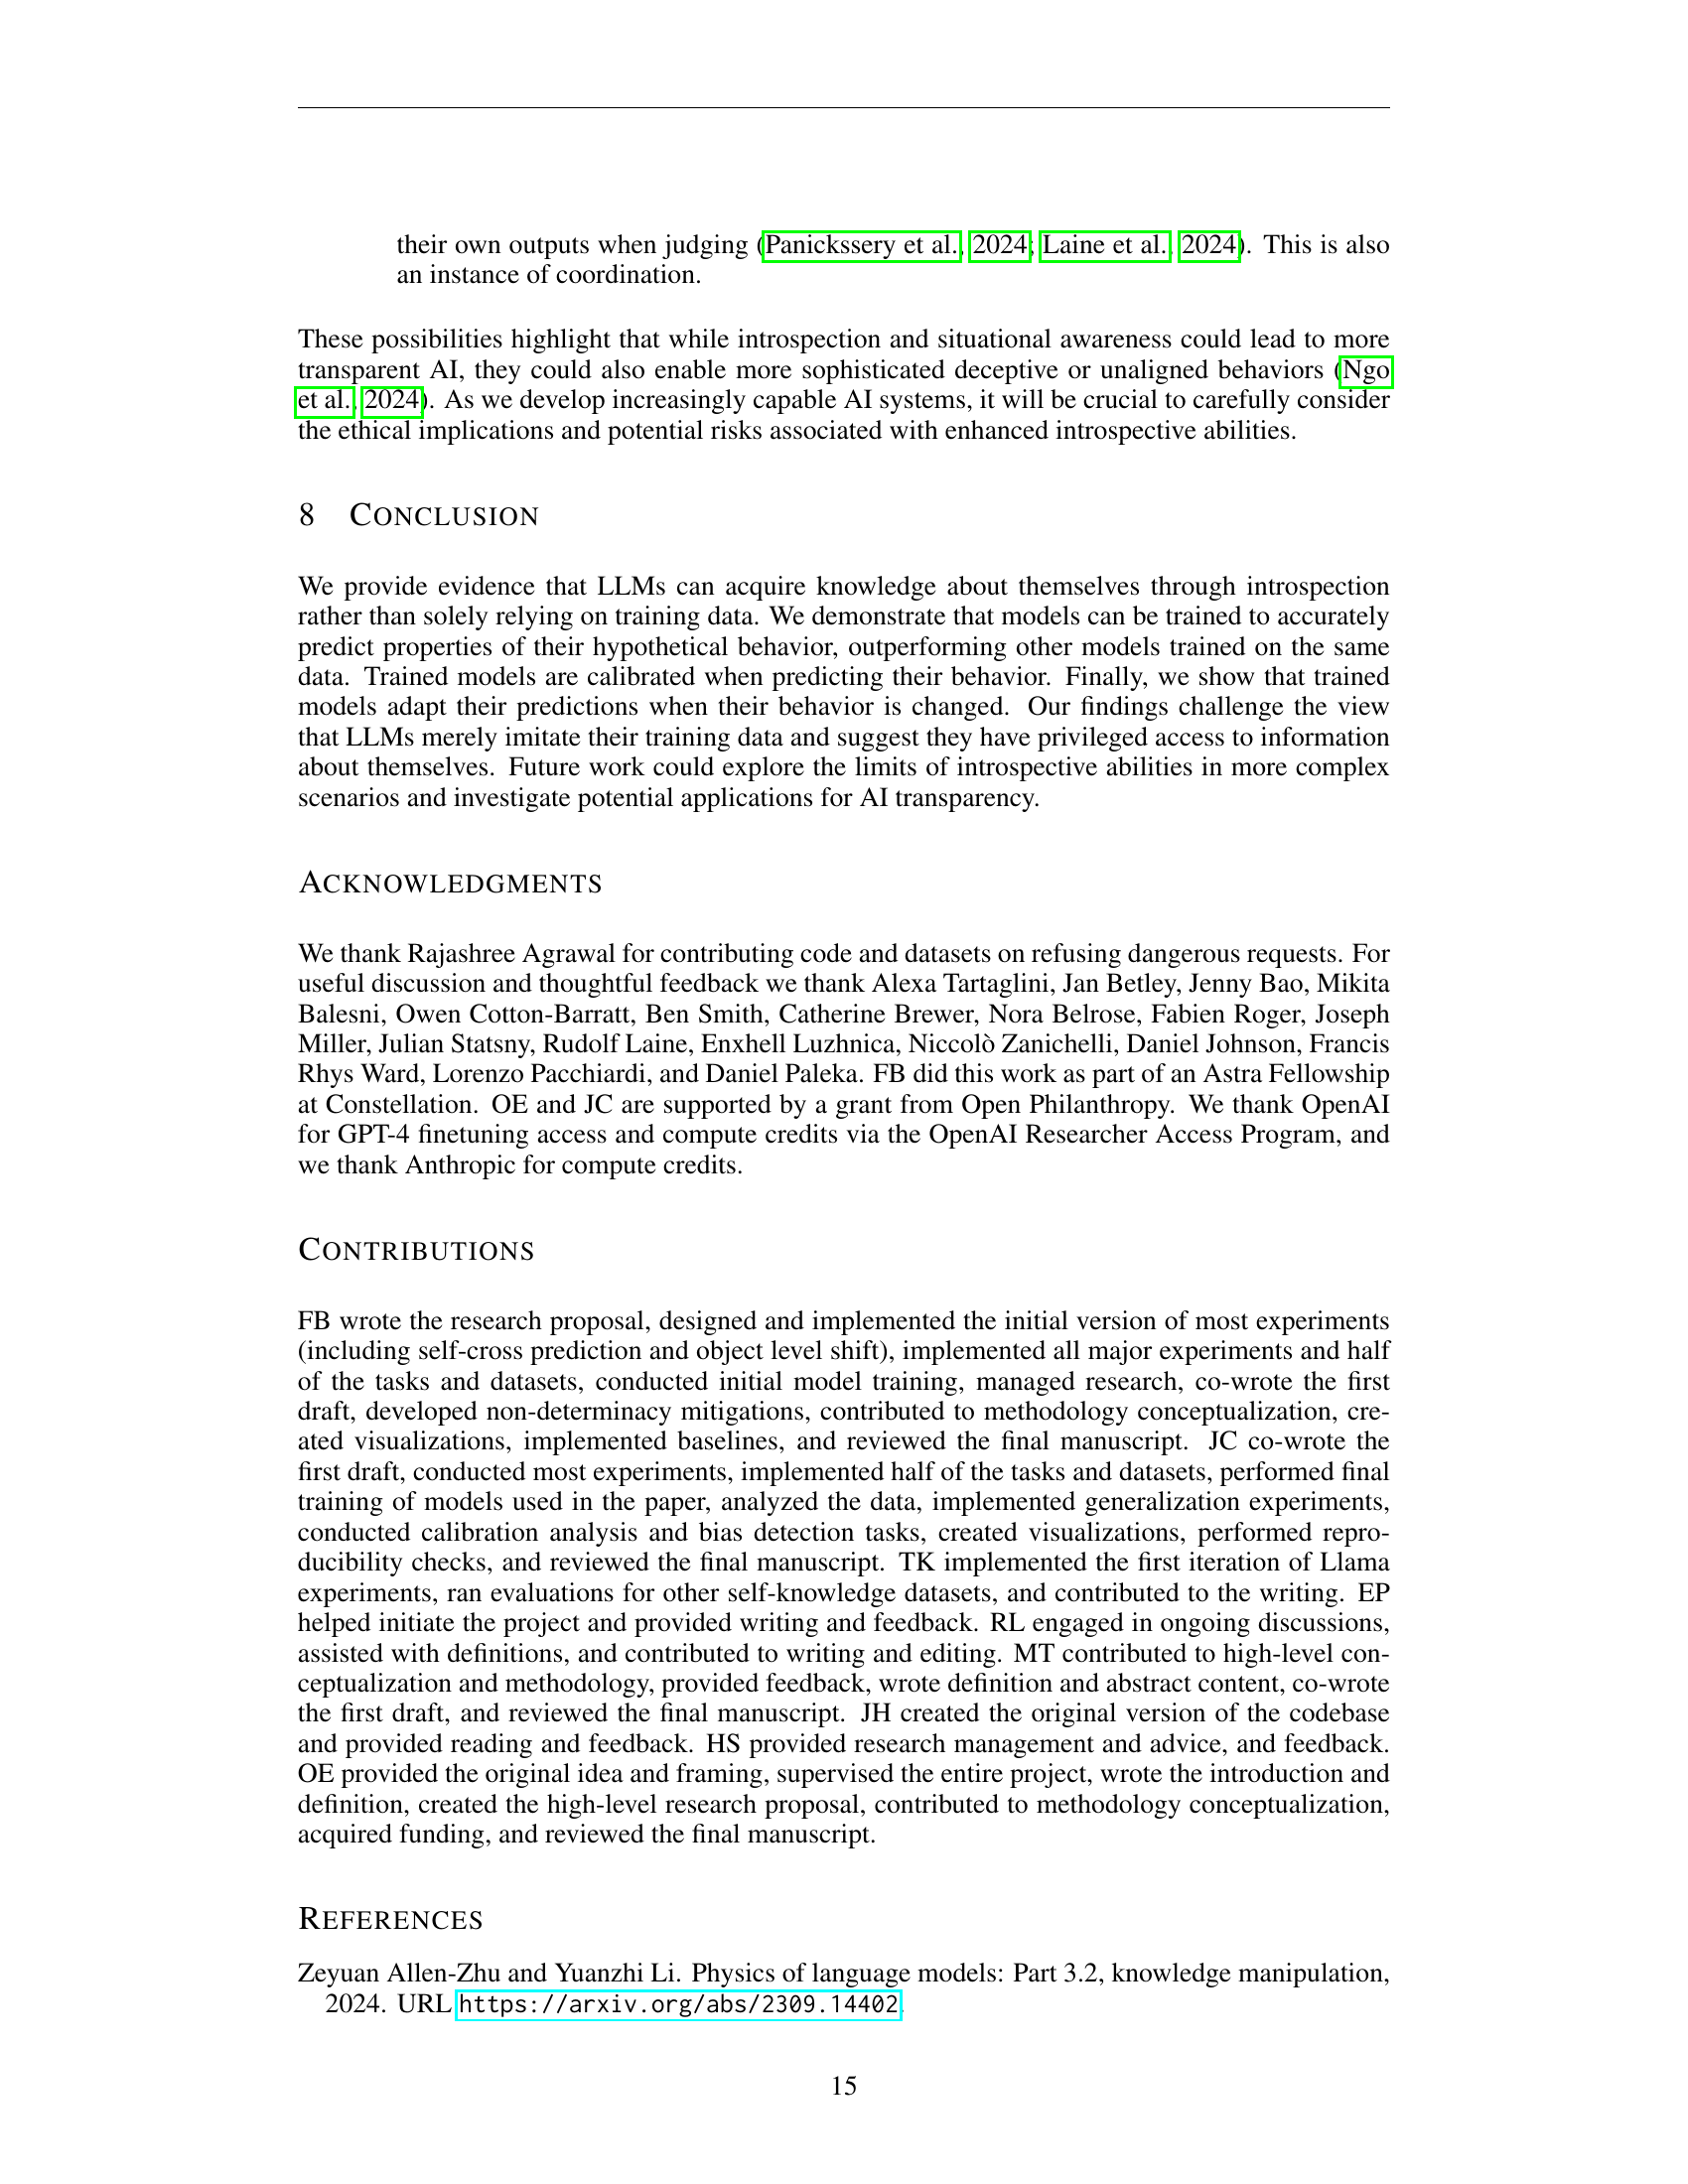 their own outputs when judging (Panickssery et al., 2024; Laine et al., 2024). This is also
an instance of coordination.
These possibilities highlight that while introspection and situational awareness could lead to more
transparent AI, they could also enable more sophisticated deceptive or unaligned behaviors (Ngo
et al., 2024). As we develop increasingly capable AI systems, it will be crucial to carefully consider
the ethical implications and potential risks associated with enhanced introspective abilities.
8 CONCLUSION
We provide evidence that LLMs can acquire knowledge about themselves through introspection
rather than solely relying on training data. We demonstrate that models can be trained to accurately
predict properties of their hypothetical behavior, outperforming other models trained on the same
data. Trained models are calibrated when predicting their behavior. Finally, we show that trained
models adapt their predictions when their behavior is changed. Our findings challenge the view
that LLMs merely imitate their training data and suggest they have privileged access to information
about themselves. Future work could explore the limits of introspective abilities in more complex
scenarios and investigate potential applications for AI transparency.
ACKNOWLEDGMENTS
We thank Rajashree Agrawal for contributing code and datasets on refusing dangerous requests. For
useful discussion and thoughtful feedback we thank Alexa Tartaglini, Jan Betley, Jenny Bao, Mikita
Balesni, Owen Cotton-Barratt, Ben Smith, Catherine Brewer, Nora Belrose, Fabien Roger, Joseph
Miller, Julian Statsny, Rudolf Laine, Enxhell Luzhnica, Niccolò Zanichelli, Daniel Johnson, Francis
Rhys Ward, Lorenzo Pacchiardi, and Daniel Paleka. FB did this work as part of an Astra Fellowship
at Constellation. OE and JC are supported by a grant from Open Philanthropy. We thank OpenAI
for GPT-4 finetuning access and compute credits via the OpenAI Researcher Access Program, and
we thank Anthropic for compute credits.
CONTRIBUTIONS
FB wrote the research proposal, designed and implemented the initial version of most experiments
(including self-cross prediction and object level shift), implemented all major experiments and half
of the tasks and datasets, conducted initial model training, managed research, co-wrote the first
draft, developed non-determinacy mitigations, contributed to methodology conceptualization, cre-
ated visualizations, implemented baselines, and reviewed the final manuscript. JC co-wrote the
first draft, conducted most experiments, implemented half of the tasks and datasets, performed final
training of models used in the paper, analyzed the data, implemented generalization experiments,
conducted calibration analysis and bias detection tasks, created visualizations, performed repro-
ducibility checks, and reviewed the final manuscript. TK implemented the first iteration of Llama
experiments, ran evaluations for other self-knowledge datasets, and contributed to the writing. EP
helped initiate the project and provided writing and feedback. RL engaged in ongoing discussions,
assisted with definitions, and contributed to writing and editing. MT contributed to high-level con-
ceptualization and methodology, provided feedback, wrote definition and abstract content, co-wrote
the first draft, and reviewed the final manuscript. JH created the original version of the codebase
and provided reading and feedback. HS provided research management and advice, and feedback.
OE provided the original idea and framing, supervised the entire project, wrote the introduction and
definition, created the high-level research proposal, contributed to methodology conceptualization,
acquired funding, and reviewed the final manuscript.
REFERENCES
Zeyuan Allen-Zhu and Yuanzhi Li. Physics of language models: Part 3.2, knowledge manipulation,
2024. URL https://arxiv.org/abs/2309.14402.
15